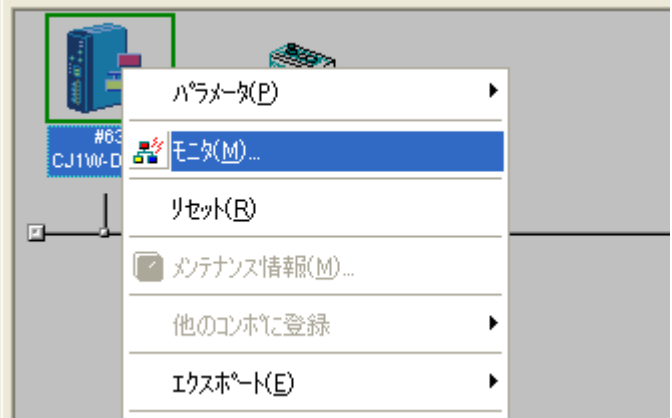 #63
CJ1W-D
パラメータ(P)
モニタ(M)...
リセット(R)
メンテナンス情報(M)...
他のコンポに登録
エクスポート(E)